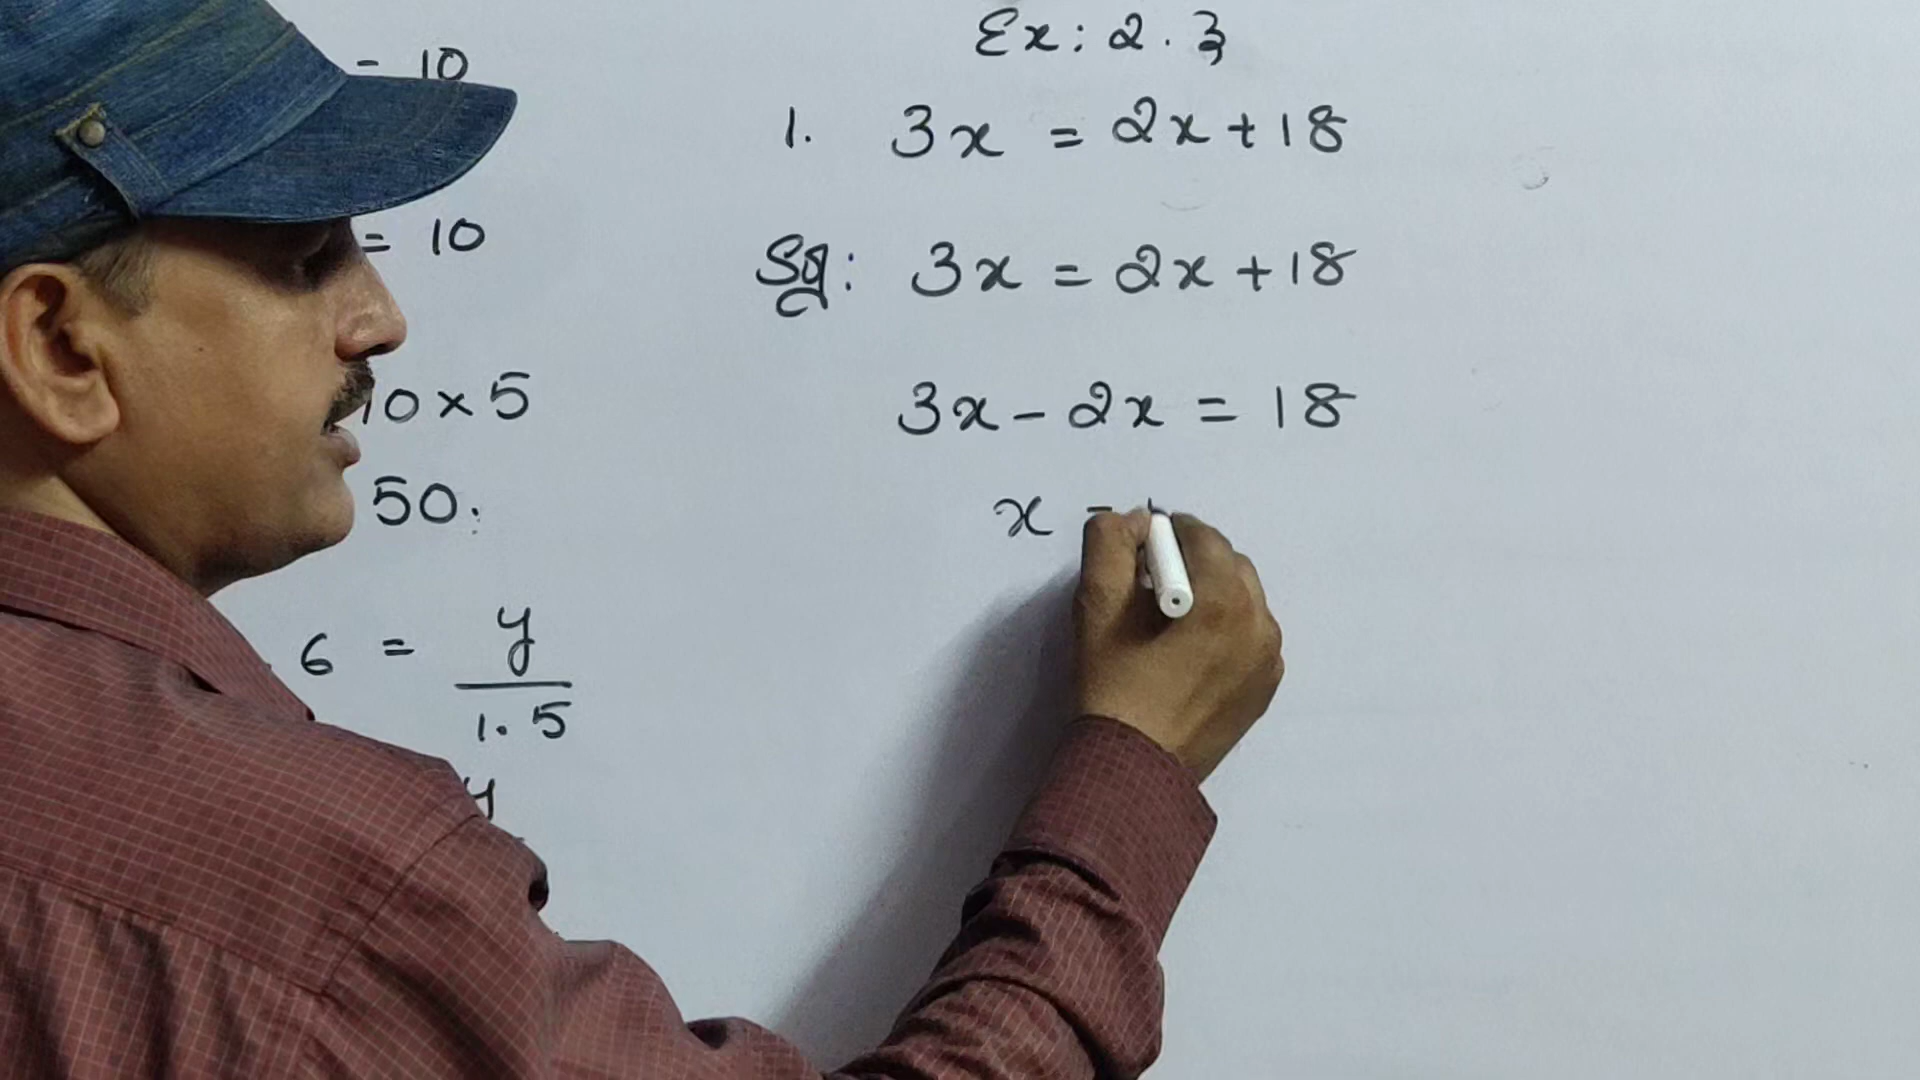 = 10
= 10
10 × 5
50.
6 = y
1.5
y
Ex: 2.3
1. 3x = 2x + 18
3x = 2x + 18
3x - 2x = 18
x =